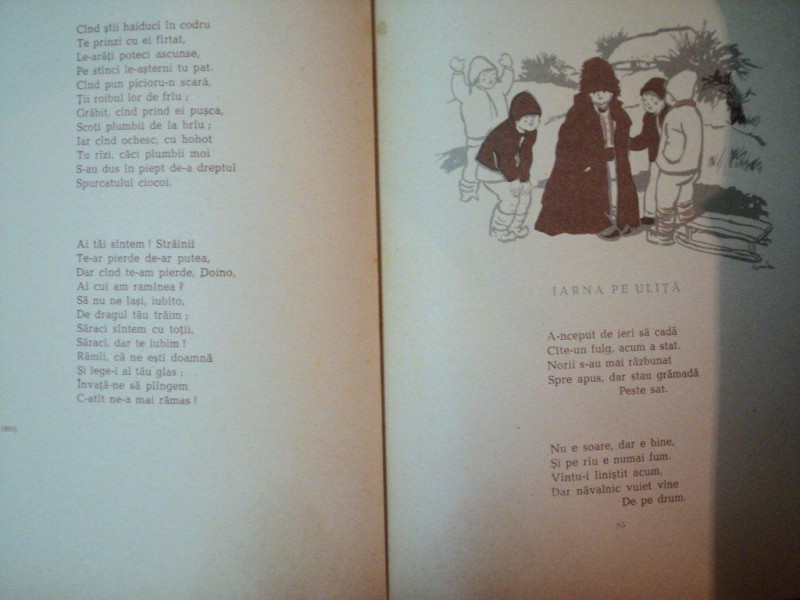 Cînd știi haiduci în codru
Te prinzi cu ei fîrtat,
Le-arăți poteci ascunse,
Pe stînci le-așterni tu pat.
Cînd pun picioru-n scară,
Ții roibul lor de frîu ;
Grăbit, cînd prind ei pușca,
Scoți plumbii de la brîu ;
Iar cînd ochesc, cu hohot
Tu rîzi, căci plumbii moi
S-au dus în piept de-a dreptul
Spurcatului ciocoi.
Ai tăi sîntem ! Străinii
Te-ar pierde de-ar putea,
Dar cînd te-am pierde, Doino,
Ai cui am rămînea ?
Să nu ne lași, iubito,
De dragul tău trăim ;
Săraci sîntem cu toții,
Săraci, dar te iubim !
Rămîi, că ne ești doamnă
Și lege-i al tău glas ;
Învață-ne să plîngem
C-atît ne-a mai rămas !
IARNA PE ULIȚĂ
A-nceput de ieri să cadă
Cîte-un fulg, acum a stat.
Norii s-au mai răzbunat
Spre apus, dar stau grămadă
Peste sat.
Nu e soare, dar e bine,
Și pe rîu e numai fum.
Vîntu-i liniștit acum,
Dar năvalnic vuiet vine
De pe drum.